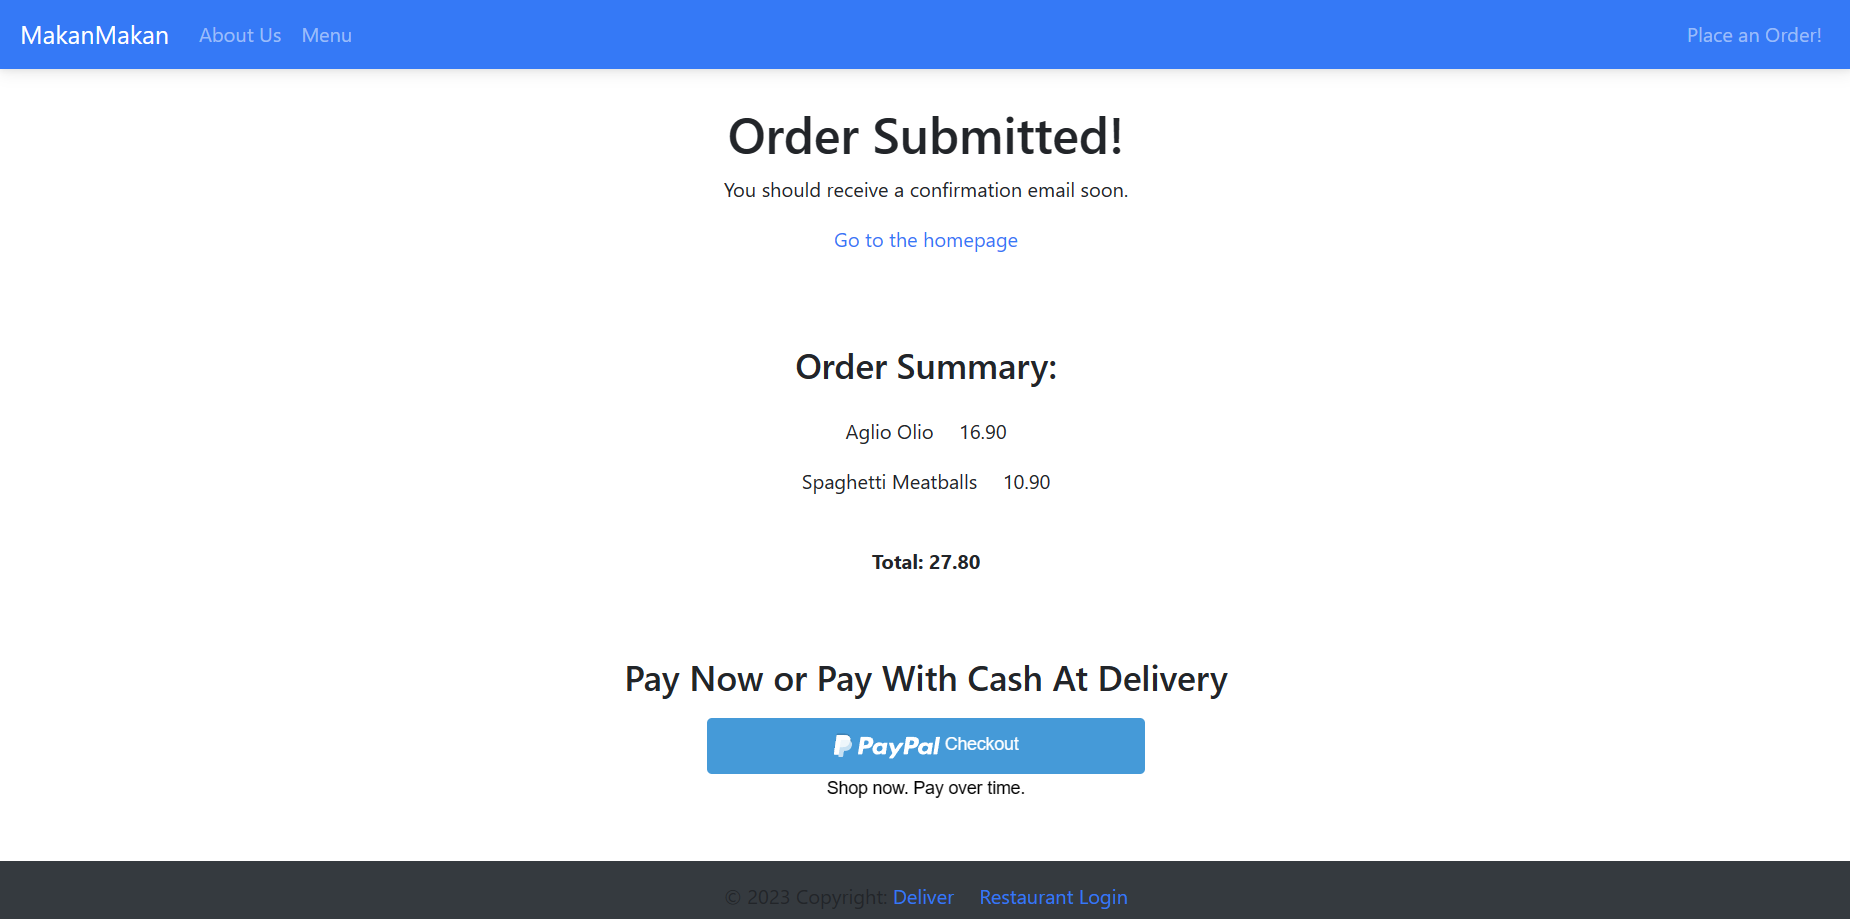 MakanMakan About Us Menu Place an Order!
Order Submitted!
You should receive a confirmation email soon.
Go to the homepage
Order Summary:
Aglio Olio 16.90
Spaghetti Meatballs 10.90
Total: 27.80
Pay Now or Pay With Cash At Delivery
PayPal Checkout
Shop now. Pay over time.
© 2023 Copyright: Deliver Restaurant Login